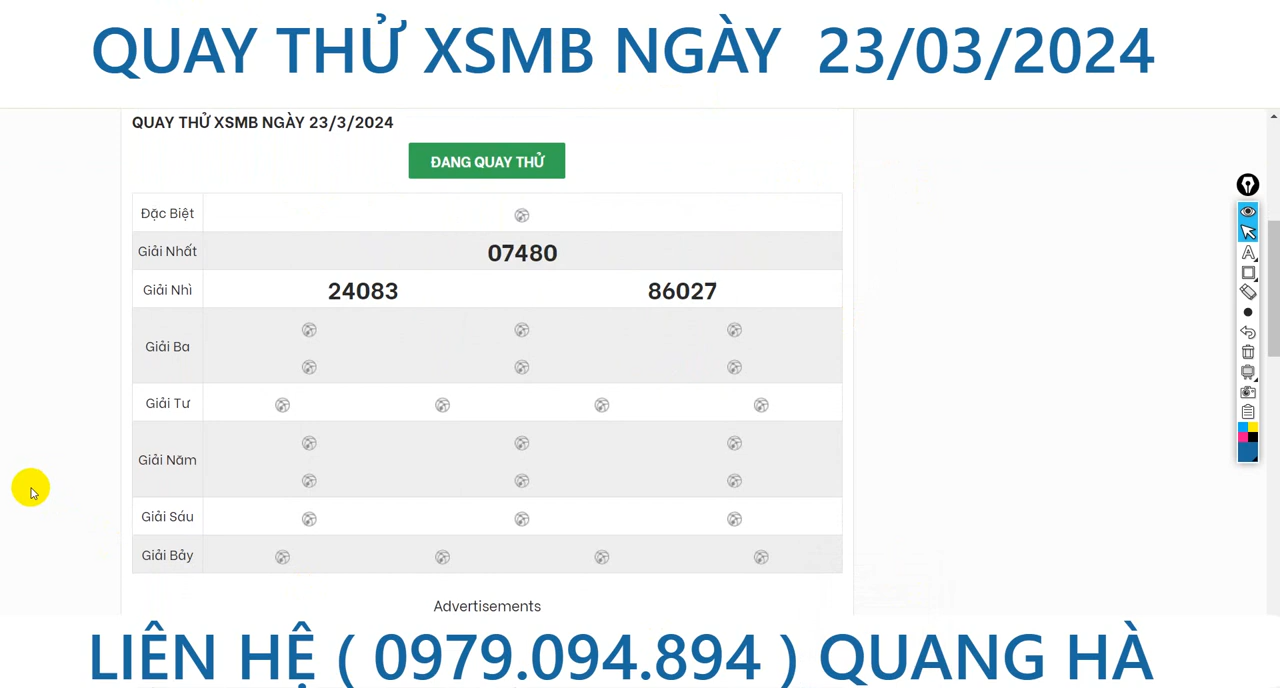 QUAY THỬ XSMB NGÀY 23/03/2024
QUAY THỬ XSMB NGÀY 23/3/2024
ĐANG QUAY THỬ
Đặc Biệt
Giải Nhất 07480
Giải Nhì 24083 86027
Giải Ba
Giải Tư
Giải Năm
Giải Sáu
Giải Bảy
Advertisements
LIÊN HỆ ( 0979.094.894 ) QUANG HÀ